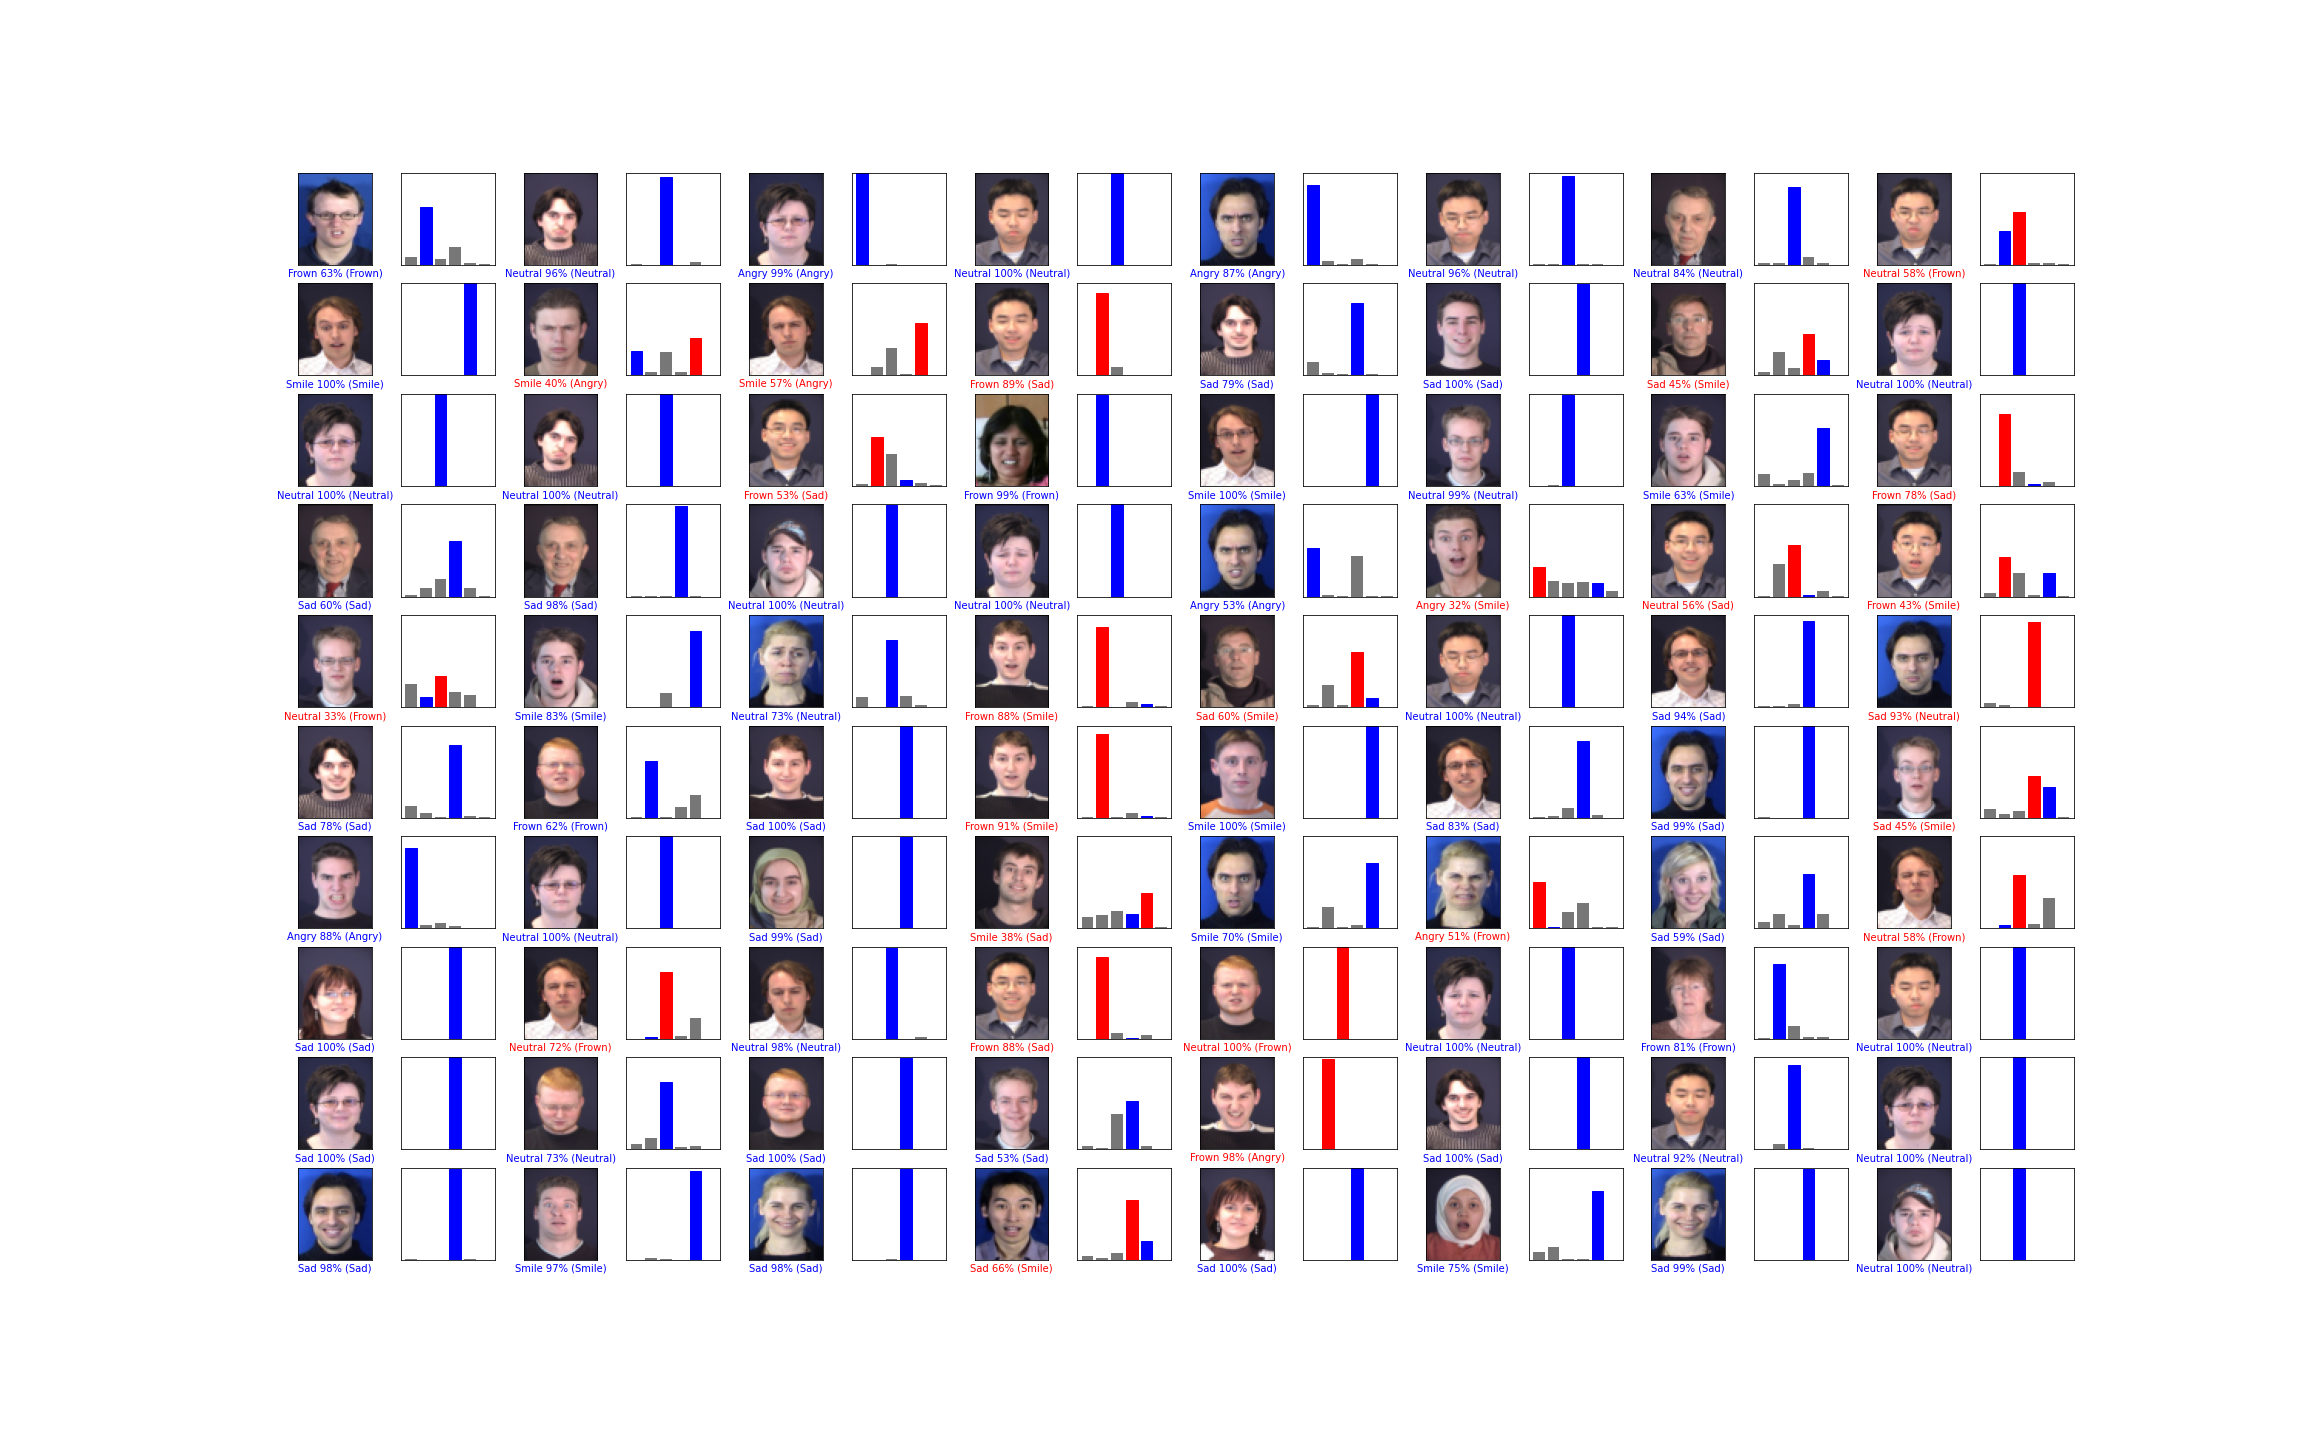 Frown 63% (Frown) Neutral 96% (Neutral) Angry 99% (Angry) Neutral 100% (Neutral) Angry 87% (Angry) Neutral 96% (Neutral) Neutral 84% (Neutral) Neutral 58% (Frown)
Smile 100% (Smile) Smile 40% (Angry) Smile 57% (Angry) Frown 89% (Sad) Sad 79% (Sad) Sad 100% (Sad) Sad 45% (Smile) Neutral 100% (Neutral)
Neutral 100% (Neutral) Neutral 100% (Neutral) Frown 53% (Sad) Frown 99% (Frown) Smile 100% (Smile) Neutral 99% (Neutral) Smile 63% (Smile) Frown 78% (Sad)
Sad 60% (Sad) Sad 98% (Sad) Neutral 100% (Neutral) Neutral 100% (Neutral) Angry 53% (Angry) Angry 32% (Smile) Neutral 56% (Sad) Frown 43% (Smile)
Neutral 33% (Frown) Smile 83% (Smile) Neutral 73% (Neutral) Frown 88% (Smile) Sad 60% (Smile) Neutral 100% (Neutral) Sad 94% (Sad) Sad 93% (Neutral)
Sad 78% (Sad) Frown 62% (Frown) Sad 100% (Sad) Frown 91% (Smile) Smile 100% (Smile) Sad 83% (Sad) Sad 99% (Sad) Sad 45% (Smile)
Angry 88% (Angry) Neutral 100% (Neutral) Sad 99% (Sad) Smile 38% (Sad) Smile 70% (Smile) Angry 51% (Frown) Sad 59% (Sad) Neutral 58% (Frown)
Sad 100% (Sad) Neutral 72% (Frown) Neutral 98% (Neutral) Frown 88% (Sad) Neutral 100% (Frown) Neutral 100% (Neutral) Frown 81% (Frown) Neutral 100% (Neutral)
Sad 100% (Sad) Neutral 73% (Neutral) Sad 100% (Sad) Sad 53% (Sad) Frown 98% (Angry) Sad 100% (Sad) Neutral 92% (Neutral) Neutral 100% (Neutral)
Sad 98% (Sad) Smile 97% (Smile) Sad 98% (Sad) Sad 66% (Smile) Sad 100% (Sad) Smile 75% (Smile) Sad 99% (Sad) Neutral 100% (Neutral)